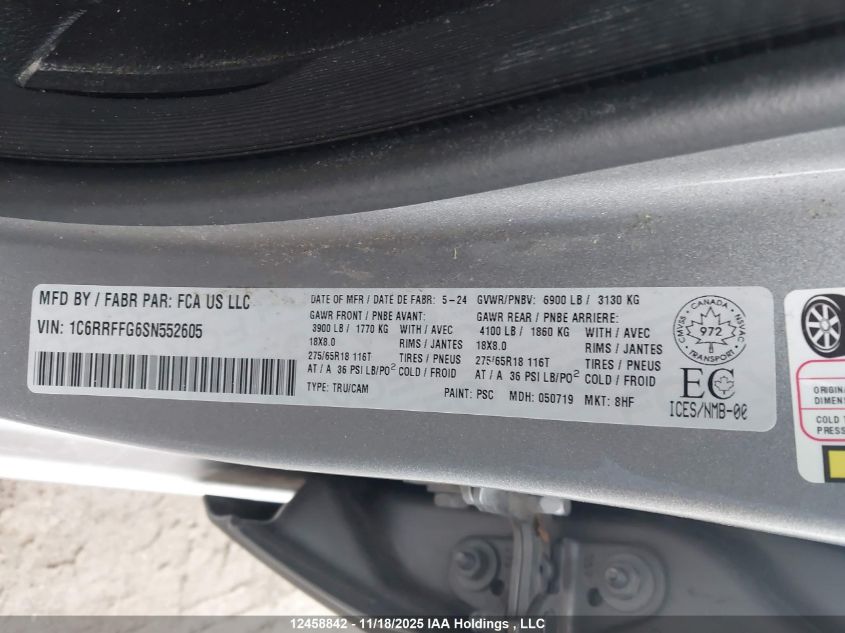 MFD BY / FABR PAR: FCA US LLC
VIN: 1C6RRFFG6SN552605
DATE OF MFR / DATE DE FABR: 5-24 GVWR/PNBV: 6900 LB / 3130 KG
GAWR FRONT / PNBE AVANT:
3900 LB / 1770 KG WITH / AVEC
18X8.0 RIMS / JANTES
275/65R18 116T TIRES / PNEUS
AT / A 36 PSI LB/PO² COLD / FROID
GAWR REAR / PNBE ARRIERE:
4100 LB / 1860 KG WITH / AVEC
18X8.0 RIMS / JANTES
275/65R18 116T TIRES / PNEUS
AT / A 36 PSI LB/PO² COLD / FROID
TYPE: TRU/CAM PAINT: PSC MDH: 050719 MKT: 8HF
CANADA
CMVSS 972 NSVAC
TRANSPORT
EC
ICES/NMB-00
ORIGIN
DIMEN
COLD T
PRESS
12458842 - 11/18/2025 IAA Holdings, LLC